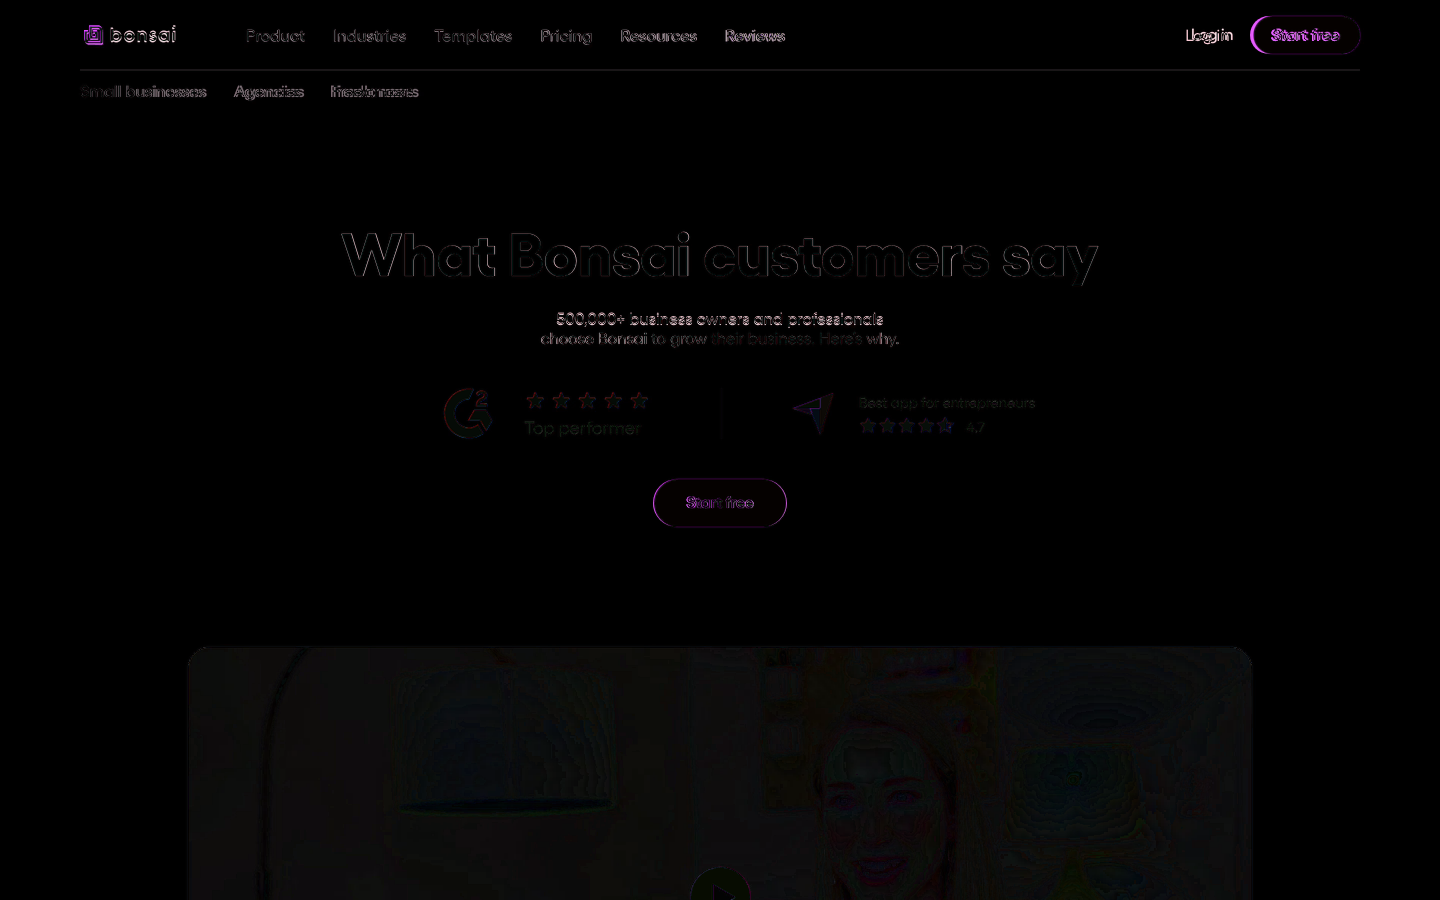 bonsai Product Industries Templates Pricing Resources Reviews Login Start free
Small businesses Agencies Freelancers
What Bonsai customers say
500,000+ business owners and professionals
choose Bonsai to grow their business. Here's why.
G2
Top performer
Best app for entrepreneurs
4.7
Start free